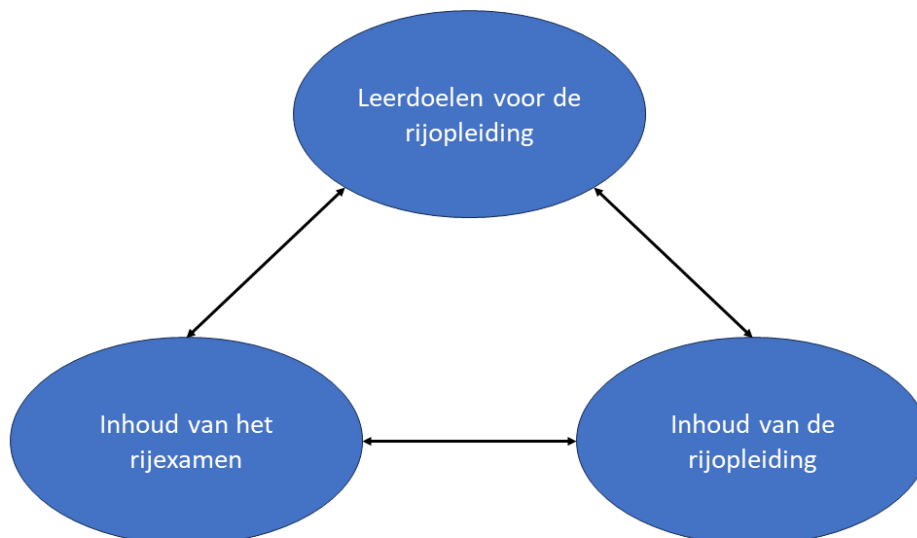 Leerdoelen voor de
rijopleiding
Inhoud van het
rijexamen
Inhoud van de
rijopleiding